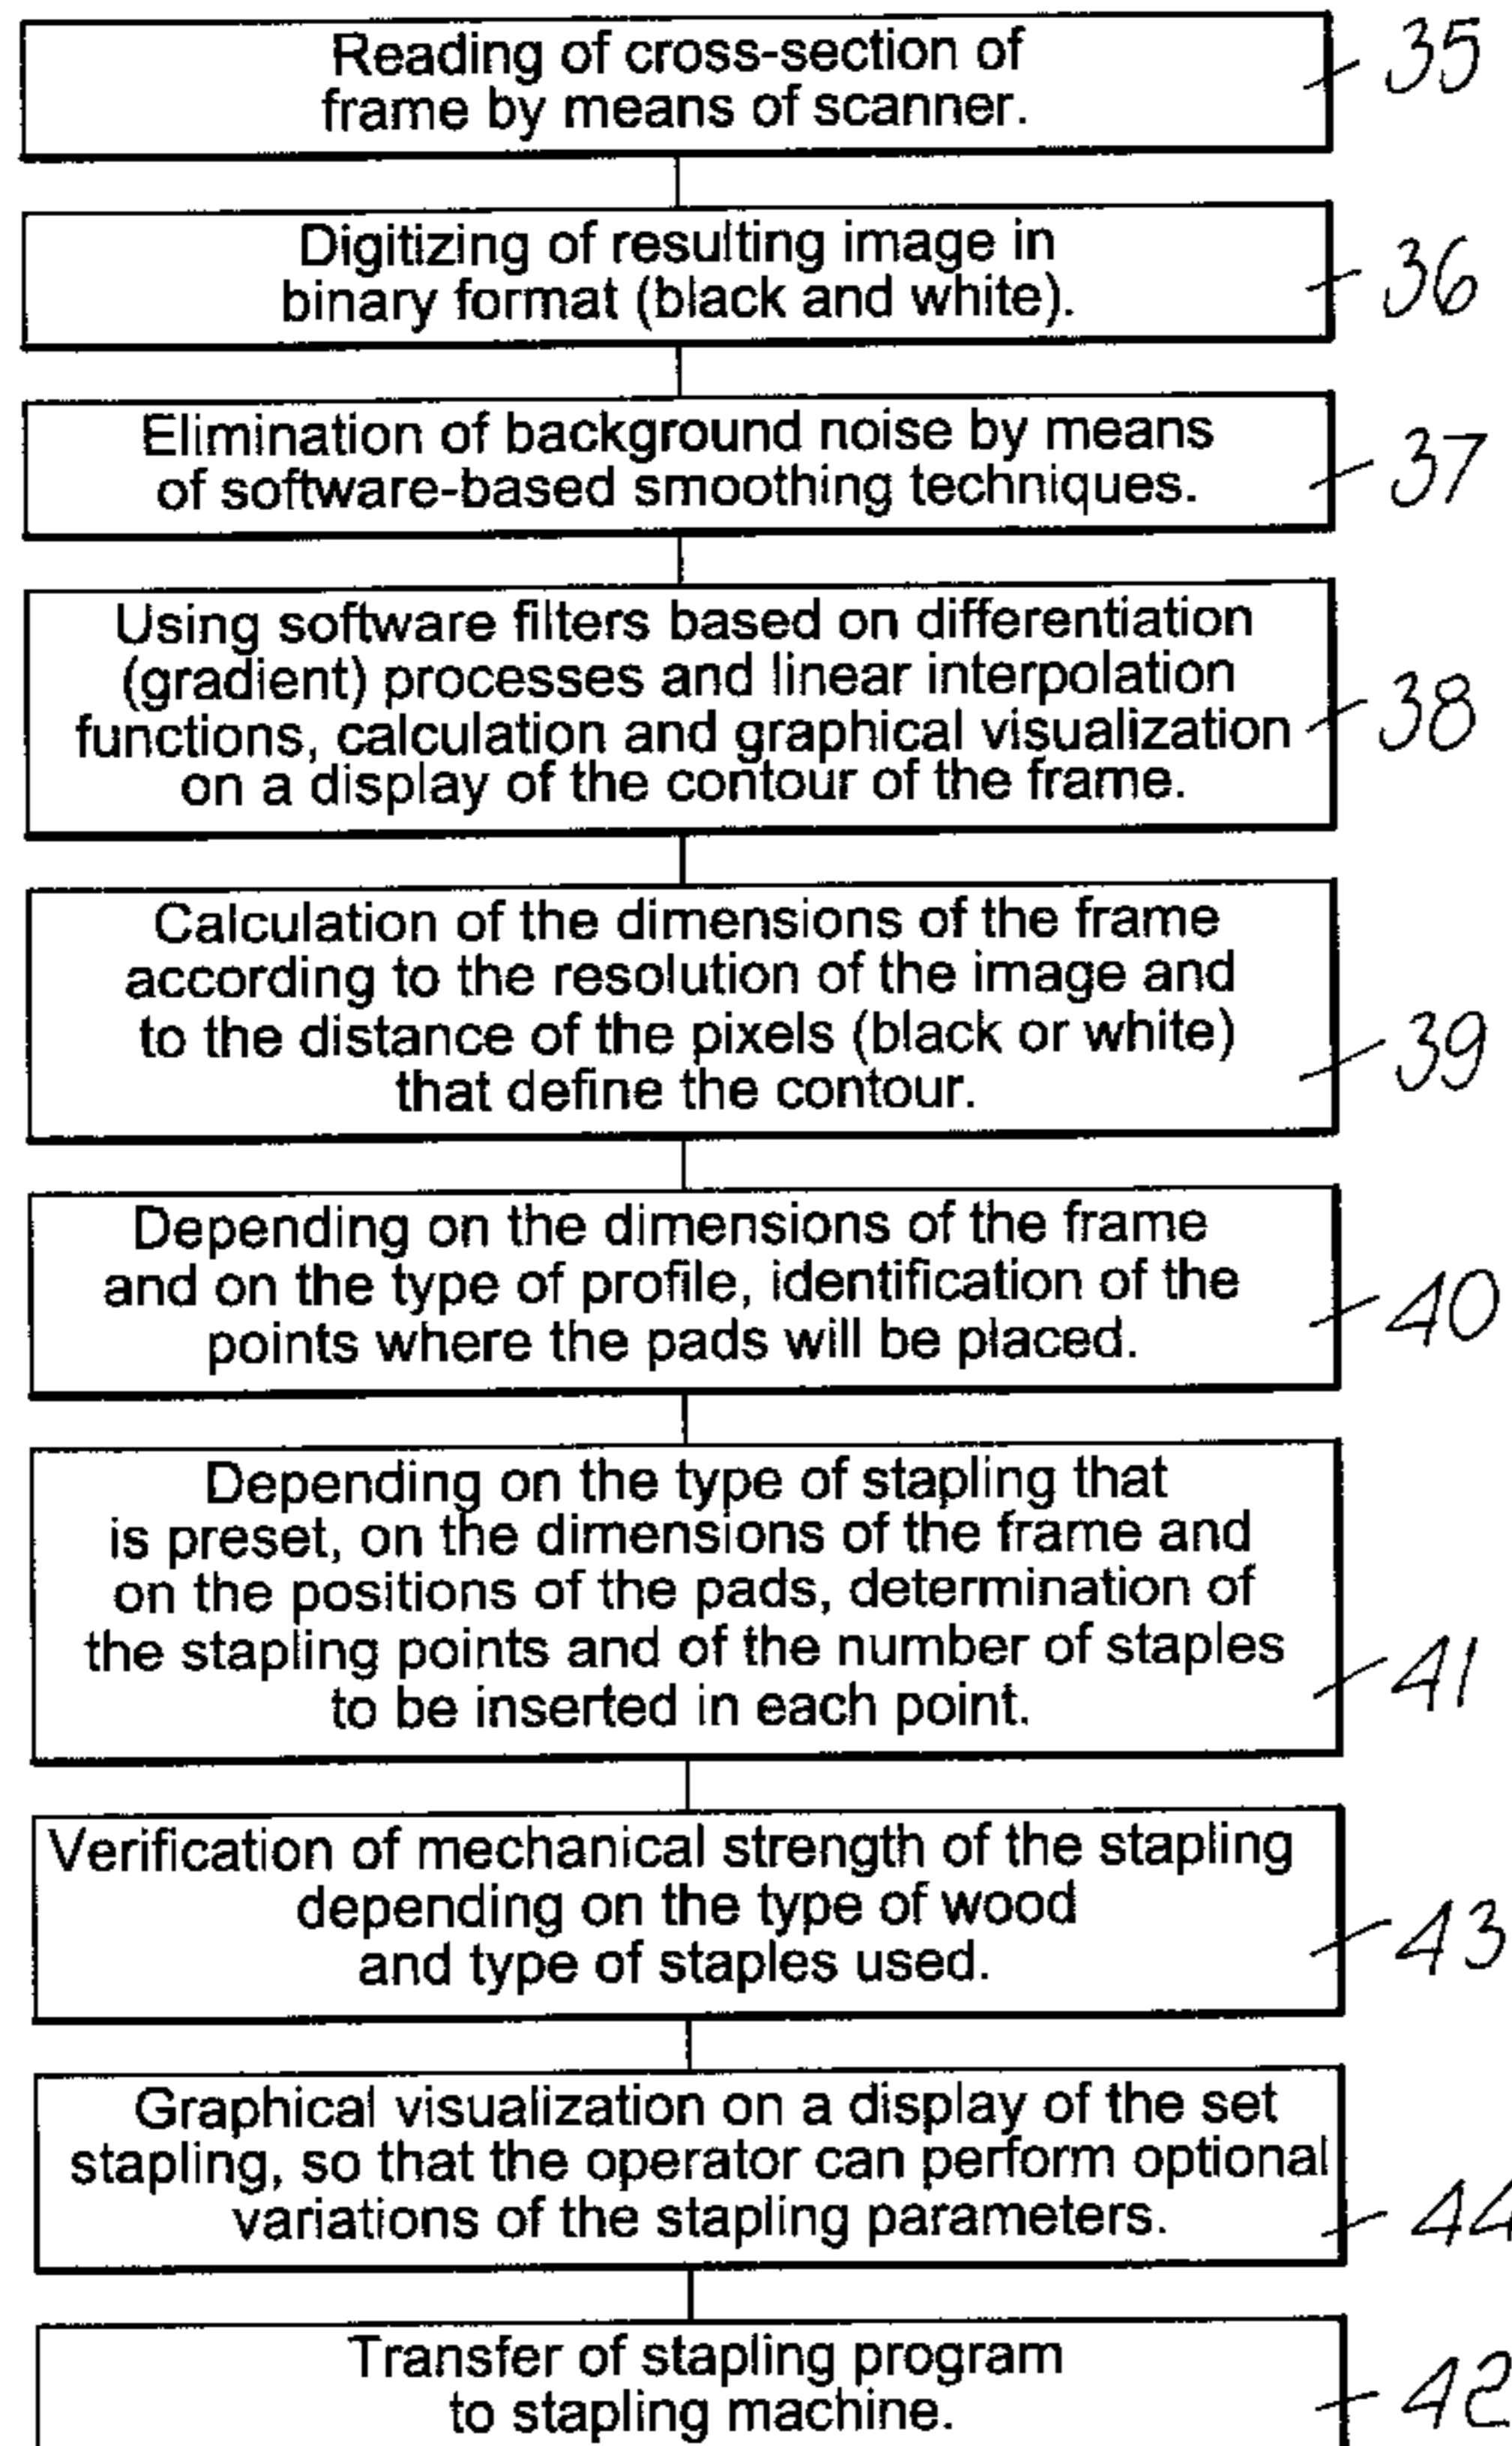 Reading of cross-section of
frame by means of scanner.
35
Digitizing of resulting image in
binary format (black and white).
36
Elimination of background noise by means
of software-based smoothing techniques.
37
Using software filters based on differentiation
(gradient) processes and linear interpolation
functions, calculation and graphical visualization
on a display of the contour of the frame.
38
Calculation of the dimensions of the frame
according to the resolution of the image and
to the distance of the pixels (black or white)
that define the contour.
39
Depending on the dimensions of the frame
and on the type of profile, identification of the
points where the pads will be placed.
40
Depending on the type of stapling that
is preset, on the dimensions of the frame and
on the positions of the pads, determination of
the stapling points and of the number of staples
to be inserted in each point.
41
Verification of mechanical strength of the stapling
depending on the type of wood
and type of staples used.
43
Graphical visualization on a display of the set
stapling, so that the operator can perform optional
variations of the stapling parameters.
44
Transfer of stapling program
to stapling machine.
42